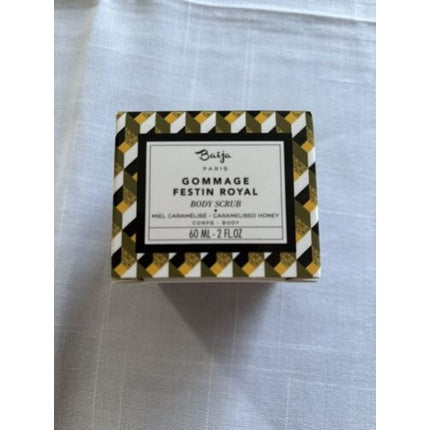 Baïja
PARIS
GOMMAGE
FESTIN ROYAL
BODY SCRUB
MIEL CARAMÉLISÉ - CARAMELISED HONEY
CORPS - BODY
60 ML - 2 FL.OZ